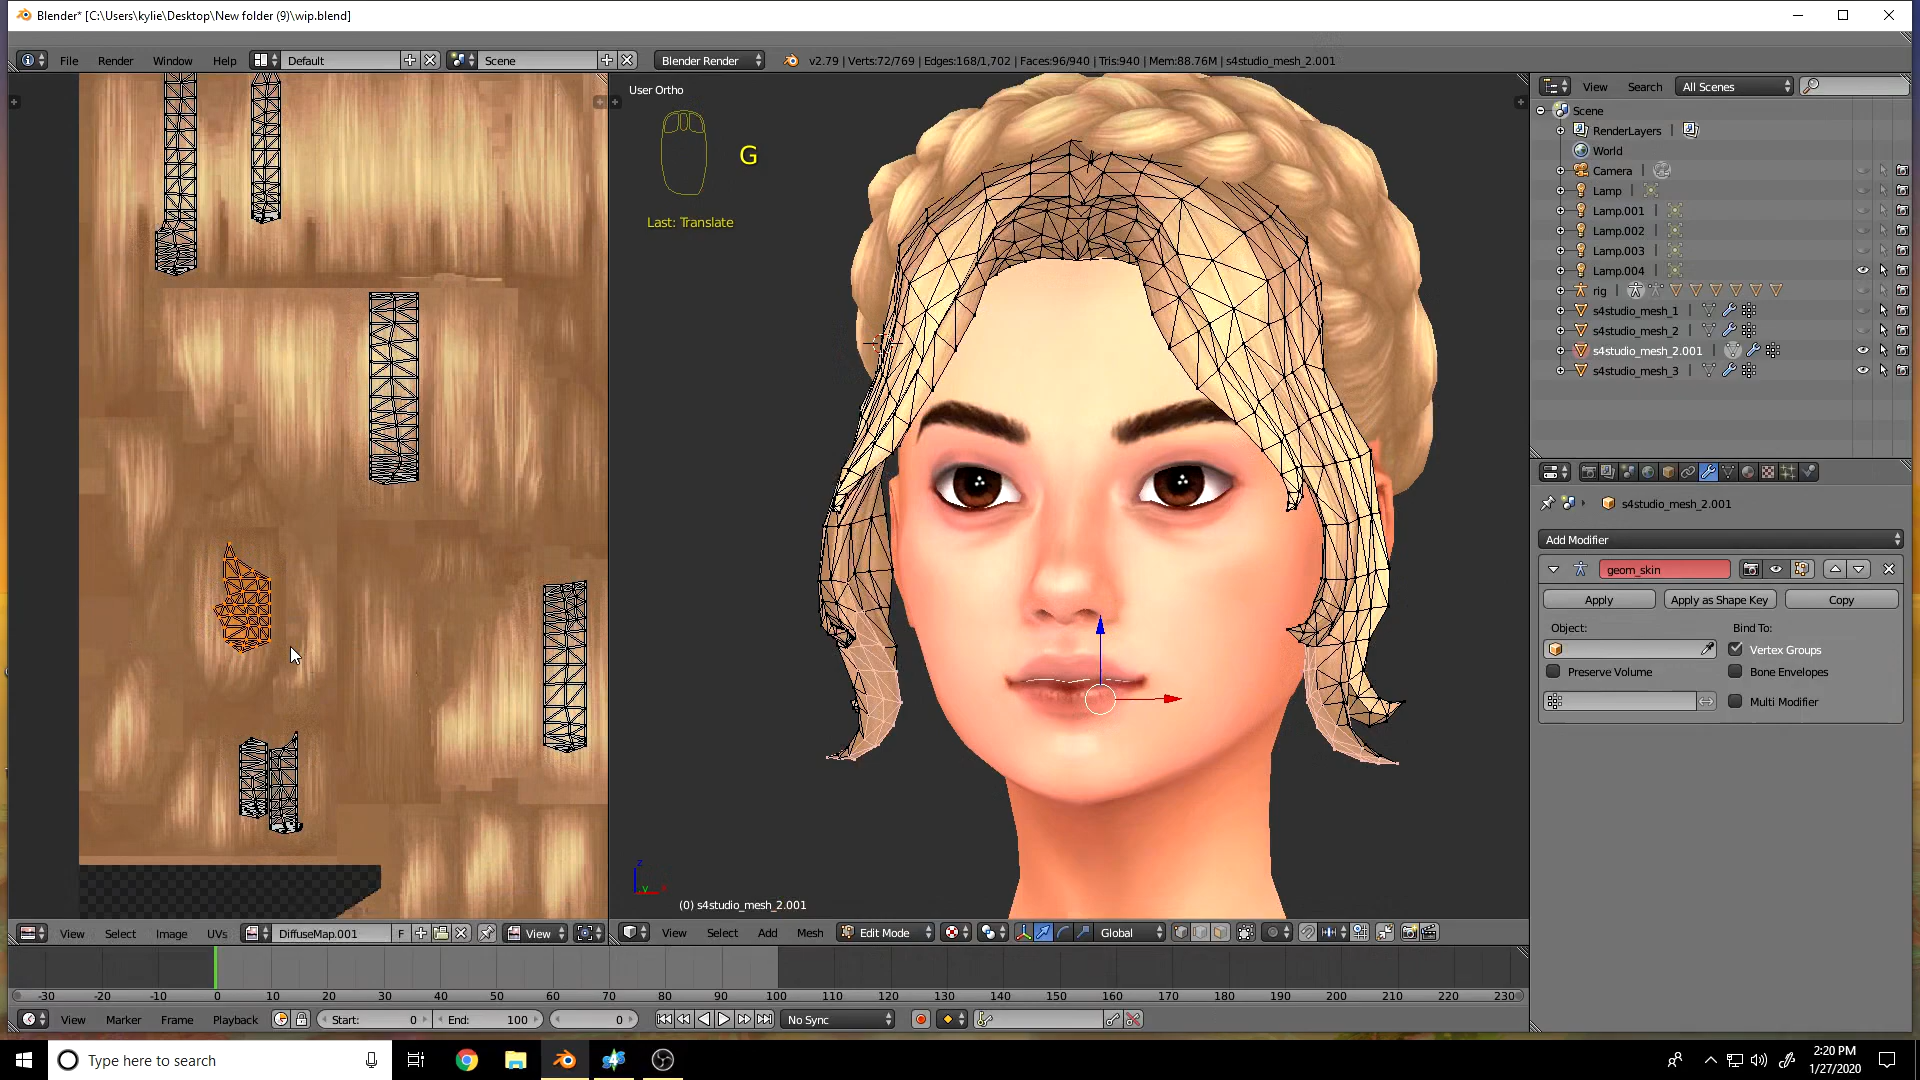 Blender* [C:\Users\kylie\Desktop\New folder (9)\wip.blend]
File Render Window Help Default Scene Blender Render v2.79 | Verts:72/769 | Edges:168/1,702 | Faces:96/940 | Tris:940 | Mem:88.76M | s4studio_mesh_2.001
User Ortho
G
Last: Translate
(0) s4studio_mesh_2.001
z
y
x
View Search All Scenes
Scene
RenderLayers
World
Camera
Lamp
Lamp.001
Lamp.002
Lamp.003
Lamp.004
rig
s4studio_mesh_1
s4studio_mesh_2
s4studio_mesh_2.001
s4studio_mesh_3
s4studio_mesh_2.001
Add Modifier
geom_skin
Apply Apply as Shape Key Copy
Object: Bind To:
Vertex Groups
Preserve Volume Bone Envelopes
Multi Modifier
View Select Image UVs DiffuseMap.001 F View
View Select Add Mesh Edit Mode Global
-30 -20 -10 0 10 20 30 40 50 60 70 80 90 100 110 120 130 140 150 160 170 180 190 200 210 220 230
View Marker Frame Playback Start: 0 End: 100 0 No Sync
Type here to search
2:20 PM
1/27/2020